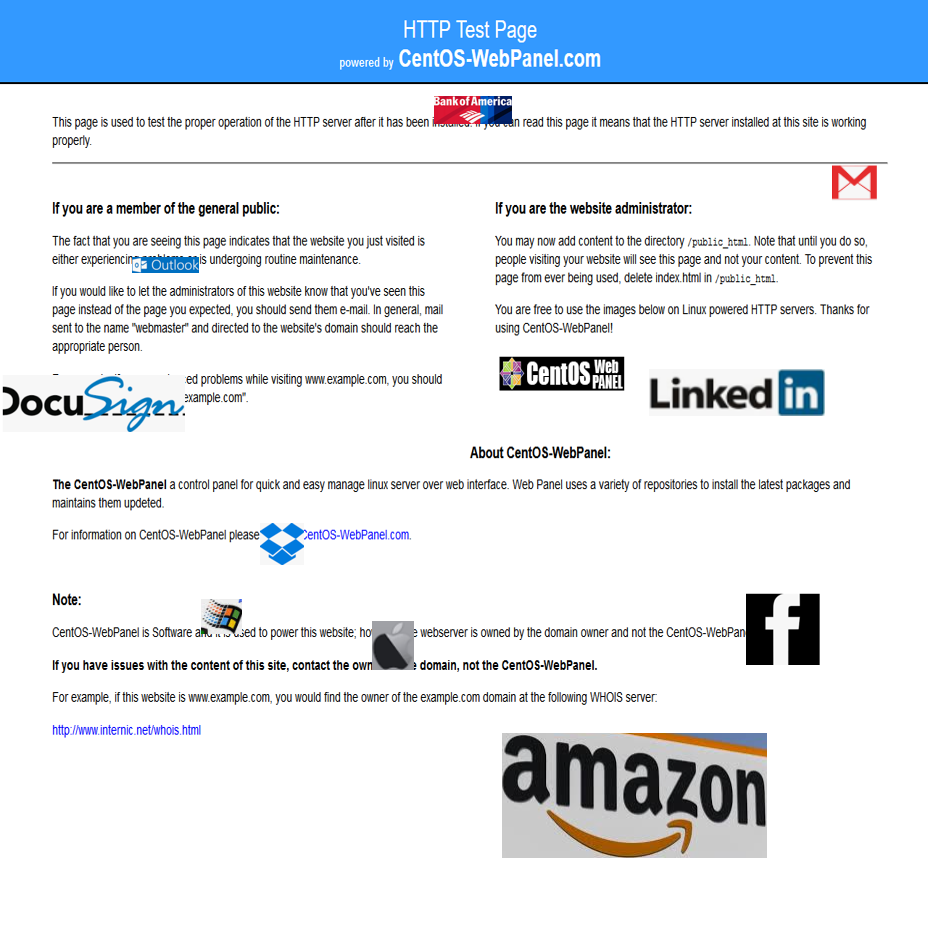 HTTP Test Page
powered by CentOS-WebPanel.com
Bank of America
This page is used to test the proper operation of the HTTP server after it has been installed. If you can read this page it means that the HTTP server installed at this site is working
properly.
If you are a member of the general public:
The fact that you are seeing this page indicates that the website you just visited is
either experiencing problems or is undergoing routine maintenance.
Outlook
If you would like to let the administrators of this website know that you've seen this
page instead of the page you expected, you should send them e-mail. In general, mail
sent to the name "webmaster" and directed to the website's domain should reach the
appropriate person.
ed problems while visiting www.example.com, you should
example.com".
DocuSign
If you are the website administrator:
You may now add content to the directory /public_html. Note that until you do so,
people visiting your website will see this page and not your content. To prevent this
page from ever being used, delete index.html in /public_html.
You are free to use the images below on Linux powered HTTP servers. Thanks for
using CentOS-WebPanel!
CentOS Web PANEL
Linked in
About CentOS-WebPanel:
The CentOS-WebPanel a control panel for quick and easy manage linux server over web interface. Web Panel uses a variety of repositories to install the latest packages and
maintains them updeted.
For information on CentOS-WebPanel please CentOS-WebPanel.com.
Note:
CentOS-WebPanel is Software and it is used to power this website; ho webserver is owned by the domain owner and not the CentOS-WebPan
f
If you have issues with the content of this site, contact the own domain, not the CentOS-WebPanel.
For example, if this website is www.example.com, you would find the owner of the example.com domain at the following WHOIS server:
http://www.internic.net/whois.html
amazon